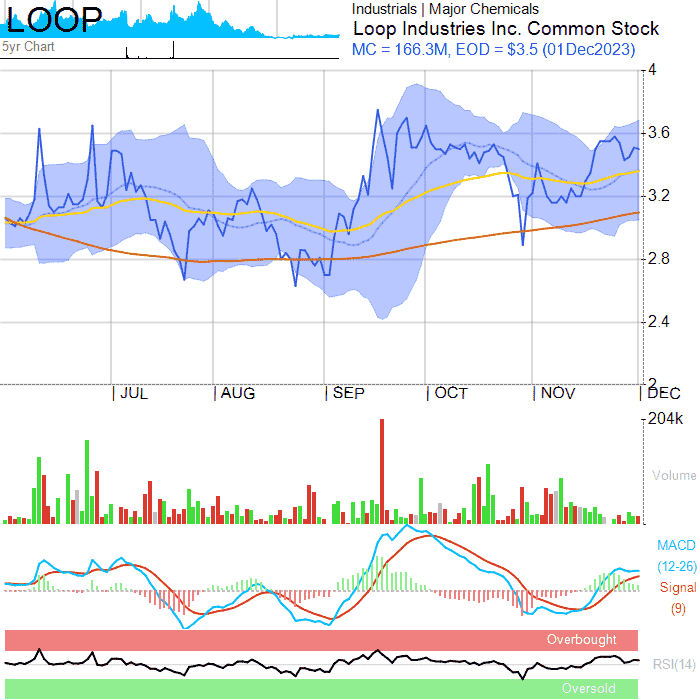 LOOP
5yr Chart
Industrials | Major Chemicals
Loop Industries Inc. Common Stock
MC = 166.3M, EOD = $3.5 (01Dec2023)
4
3.6
3.2
2.8
2.4
2
JUL AUG SEP OCT NOV DEC
204k
Volume
MACD
(12-26)
Signal
(9)
Overbought
RSI(14)
Oversold